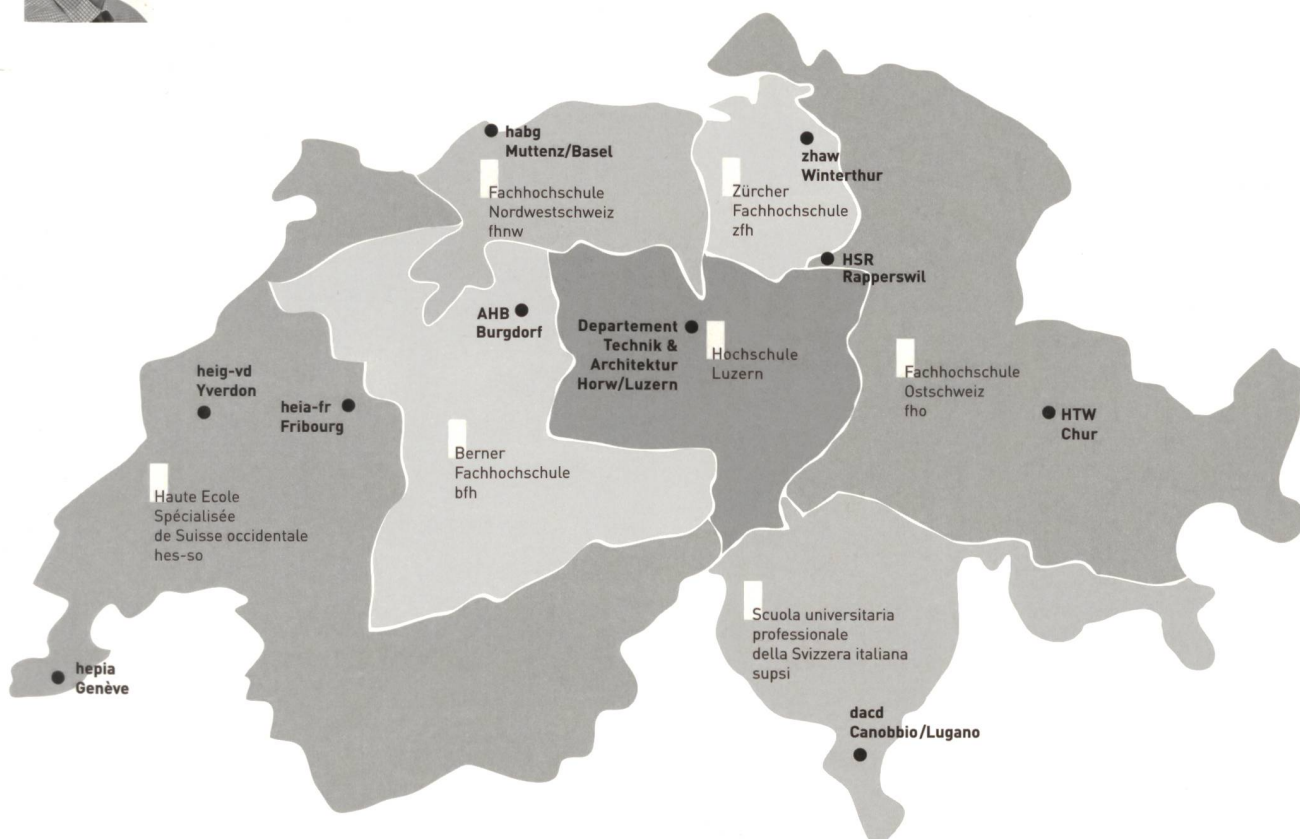 habg
Muttenz/Basel
Fachhochschule
Nordwestschweiz
fhnw
zhaw
Winterthur
Zürcher
Fachhochschule
zfh
HSR
Rapperswil
AHB
Burgdorf
Departement
Technik &
Architektur
Horw/Luzern
Hochschule
Luzern
Fachhochschule
Ostschweiz
fho
HTW
Chur
heig-vd
Yverdon
heia-fr
Fribourg
Berner
Fachhochschule
bfh
Haute Ecole
Spécialisée
de Suisse occidentale
hes-so
hepia
Genève
Scuola universitaria
professionale
della Svizzera italiana
supsi
dacd
Canobbio/Lugano